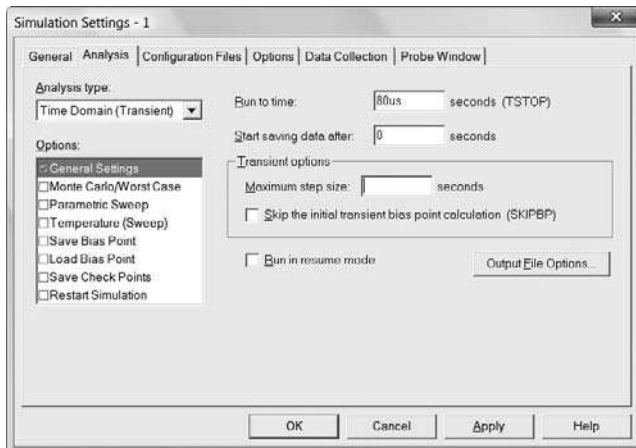 Simulation Settings - 1
General Analysis Configuration Files Options Data Collection Probe Window
Analysis type:
Time Domain (Transient)
Options:
General Settings
Monte Carlo/Worst Case
Parametric Sweep
Temperature (Sweep)
Save Bias Point
Load Bias Point
Save Check Points
Restart Simulation
Run to time: 80us seconds (TSTOP)
Start saving data after: 0 seconds
Transient options
Maximum step size: seconds
Skip the initial transient bias point calculation (SKIPBP)
Run in resume mode
Output File Options...
OK Cancel Apply Help